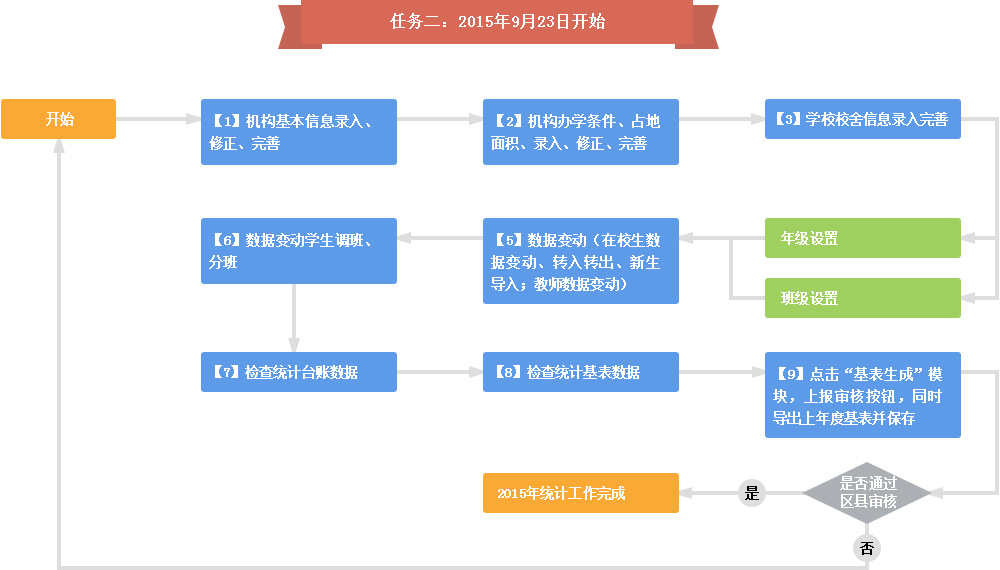 任务二：2015年9月23日开始
开始
【1】机构基本信息录入、
修正、完善
【2】机构办学条件、占地
面积、录入、修正、完善
【3】学校校舍信息录入完善
年级设置
班级设置
【5】数据变动（在校生数
据变动、转入转出、新生
导入；教师数据变动）
【6】数据变动学生调班、
分班
【7】检查统计台账数据
【8】检查统计基表数据
【9】点击“基表生成”模
块，上报审核按钮，同时
导出上年度基表并保存
是否通过
区县审核
是
2015年统计工作完成
否